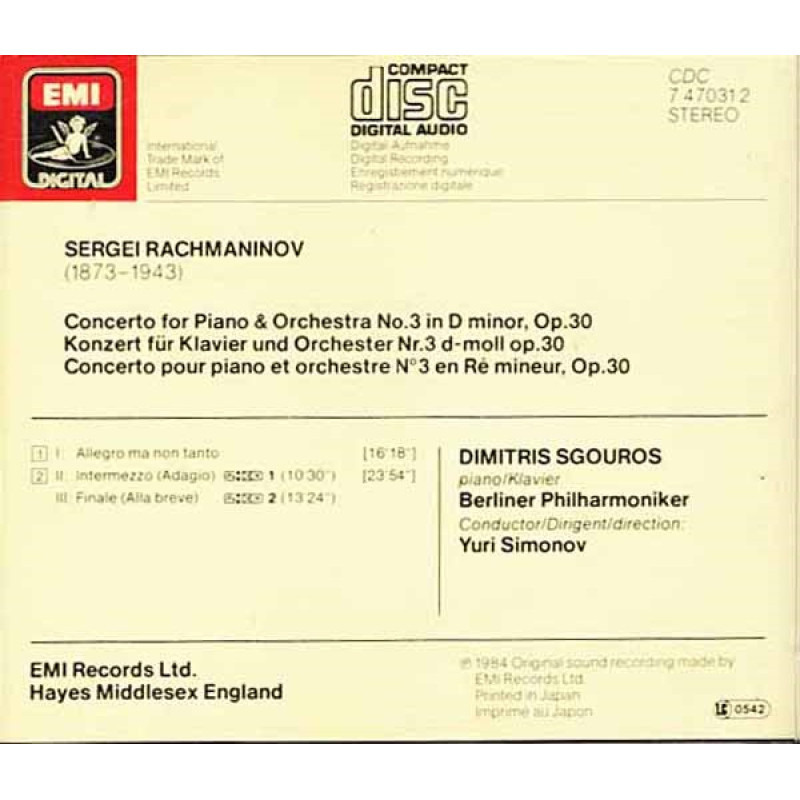 EMI
DIGITAL
International
Trade Mark of
EMI Records
Limited
COMPACT
disc
DIGITAL AUDIO
Digital-Aufnahme
Digital Recording
Enregistrement numérique
Registrazione digitale
CDC
7 47031 2
STEREO
SERGEI RACHMANINOV
(1873-1943)
Concerto for Piano & Orchestra No.3 in D minor, Op.30
Konzert für Klavier und Orchester Nr.3 d-moll op.30
Concerto pour piano et orchestre N°3 en Ré mineur, Op.30
1 I: Allegro ma non tanto [16'18"]
2 II: Intermezzo (Adagio) 1 (10'30") [23'54"]
III: Finale (Alla breve) 2 (13'24")
DIMITRIS SGOUROS
piano/Klavier
Berliner Philharmoniker
Conductor/Dirigent/direction:
Yuri Simonov
EMI Records Ltd.
Hayes Middlesex England
℗ 1984 Original sound recording made by
EMI Records Ltd.
Printed in Japan
Imprimé au Japon
LC 0542